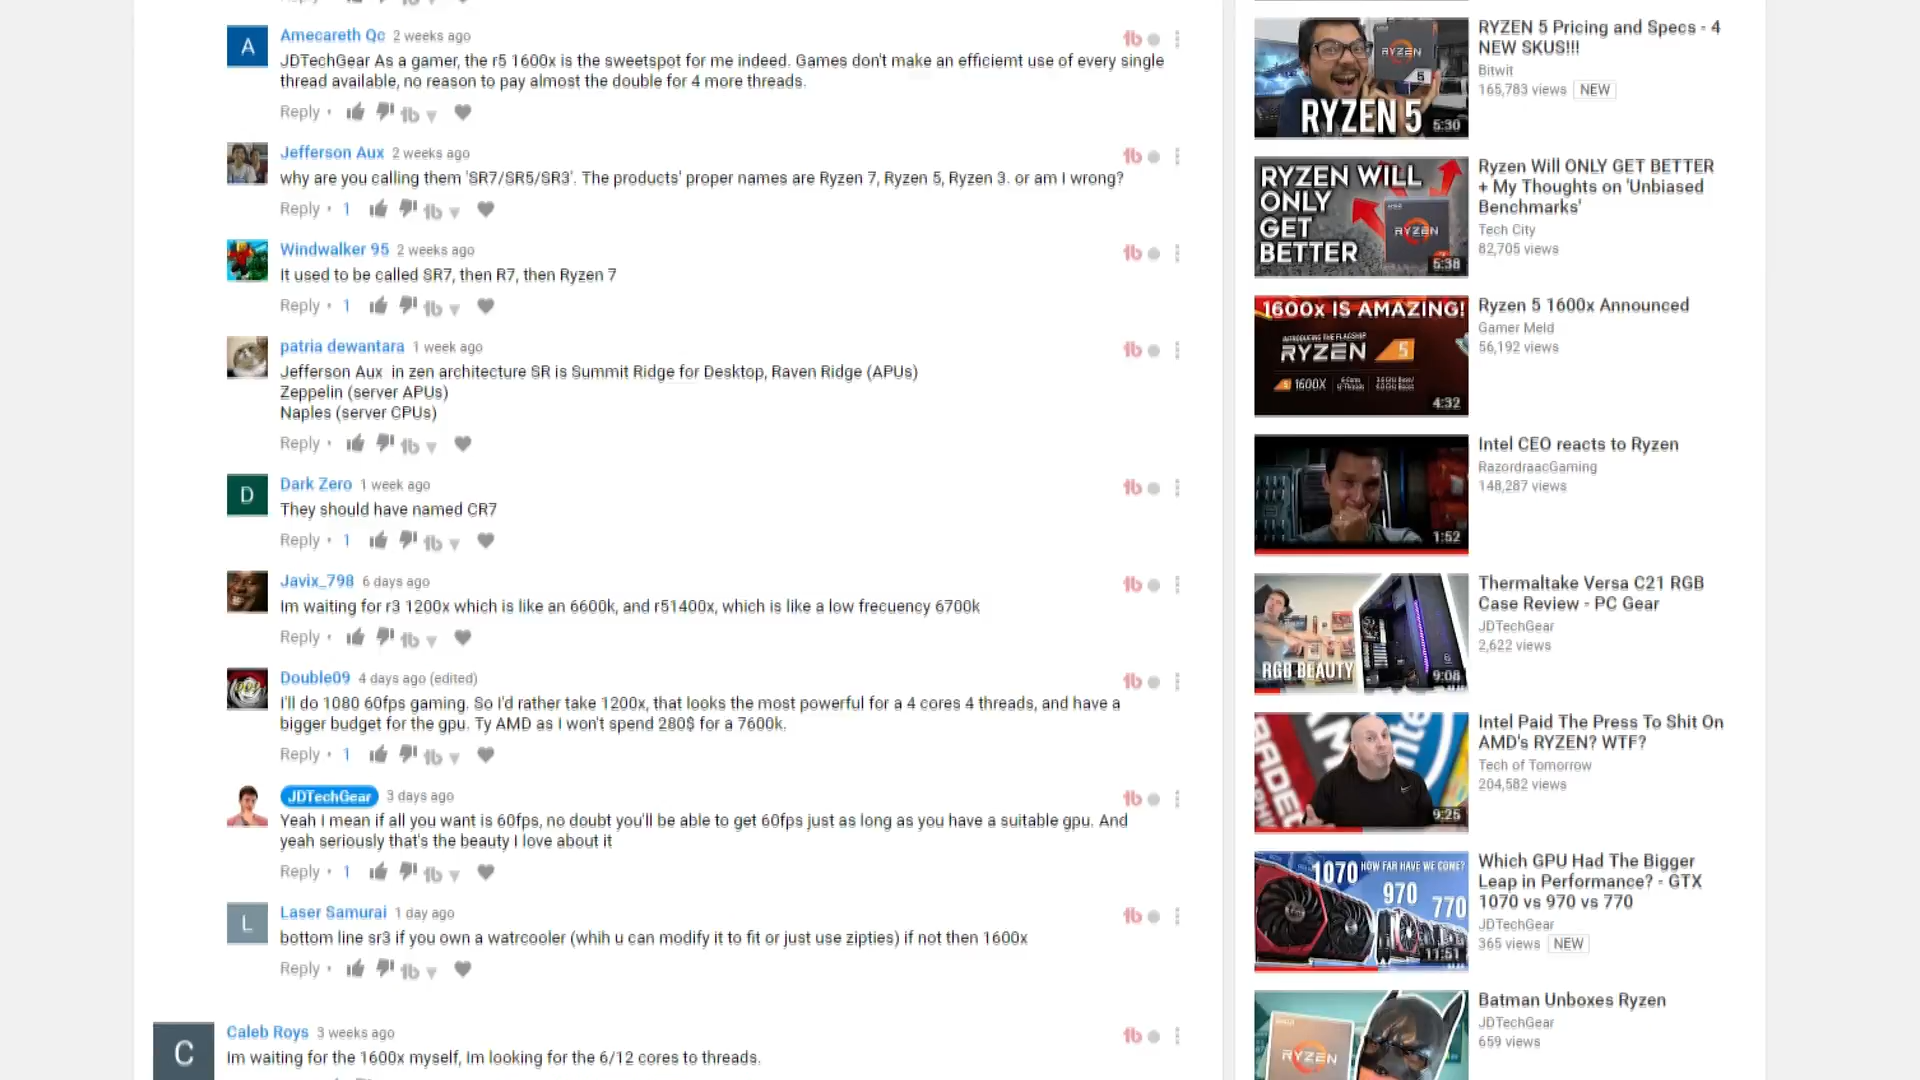 Reply •
A
Amecareth Qc 2 weeks ago
JDTechGear As a gamer, the r5 1600x is the sweetspot for me indeed. Games don't make an efficiemt use of every single
thread available, no reason to pay almost the double for 4 more threads.
Reply •
Jefferson Aux 2 weeks ago
why are you calling them 'SR7/SR5/SR3'. The products' proper names are Ryzen 7, Ryzen 5, Ryzen 3. or am I wrong?
Reply • 1
Windwalker 95 2 weeks ago
It used to be called SR7, then R7, then Ryzen 7
Reply • 1
patria dewantara 1 week ago
Jefferson Aux in zen architecture SR is Summit Ridge for Desktop, Raven Ridge (APUs)
Zeppelin (server APUs)
Naples (server CPUs)
Reply •
D
Dark Zero 1 week ago
They should have named CR7
Reply • 1
Javix_798 6 days ago
Im waiting for r3 1200x which is like an 6600k, and r51400x, which is like a low frecuency 6700k
Reply •
Double09 4 days ago (edited)
I'll do 1080 60fps gaming. So I'd rather take 1200x, that looks the most powerful for a 4 cores 4 threads, and have a
bigger budget for the gpu. Ty AMD as I won't spend 280$ for a 7600k.
Reply • 1
JDTechGear 3 days ago
Yeah I mean if all you want is 60fps, no doubt you'll be able to get 60fps just as long as you have a suitable gpu. And
yeah seriously that's the beauty I love about it
Reply • 1
L
Laser Samurai 1 day ago
bottom line sr3 if you own a watrcooler (whih u can modify it to fit or just use zipties) if not then 1600x
Reply •
C
Caleb Roys 3 weeks ago
Im waiting for the 1600x myself, Im looking for the 6/12 cores to threads.
RYZEN
5
RYZEN 5
5:30
RYZEN 5 Pricing and Specs - 4
NEW SKUS!!!
Bitwit
165,783 views NEW
RYZEN WILL
ONLY
GET
BETTER
RYZEN
5:38
Ryzen Will ONLY GET BETTER
+ My Thoughts on 'Unbiased
Benchmarks'
Tech City
82,705 views
1600x IS AMAZING!
INTRODUCING THE FLAGSHIP
RYZEN 5
1600X
4:32
Ryzen 5 1600x Announced
Gamer Meld
56,192 views
1:52
Intel CEO reacts to Ryzen
RazordraacGaming
148,287 views
RGB BEAUTY
9:08
Thermaltake Versa C21 RGB
Case Review - PC Gear
JDTechGear
2,622 views
9:25
Intel Paid The Press To Shit On
AMD's RYZEN? WTF?
Tech of Tomorrow
204,582 views
1070 HOW FAR HAVE WE COME?
970
770
11:51
Which GPU Had The Bigger
Leap in Performance? - GTX
1070 vs 970 vs 770
JDTechGear
365 views NEW
RYZEN
Batman Unboxes Ryzen
JDTechGear
659 views